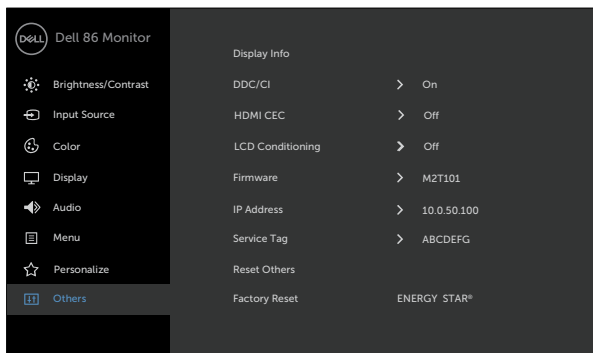 DELL Dell 86 Monitor
Brightness/Contrast
Input Source
Color
Display
Audio
Menu
Personalize
Others
Display Info
DDC/CI On
HDMI CEC Off
LCD Conditioning Off
Firmware M2T101
IP Address 10.0.50.100
Service Tag ABCDEFG
Reset Others
Factory Reset ENERGY STAR®